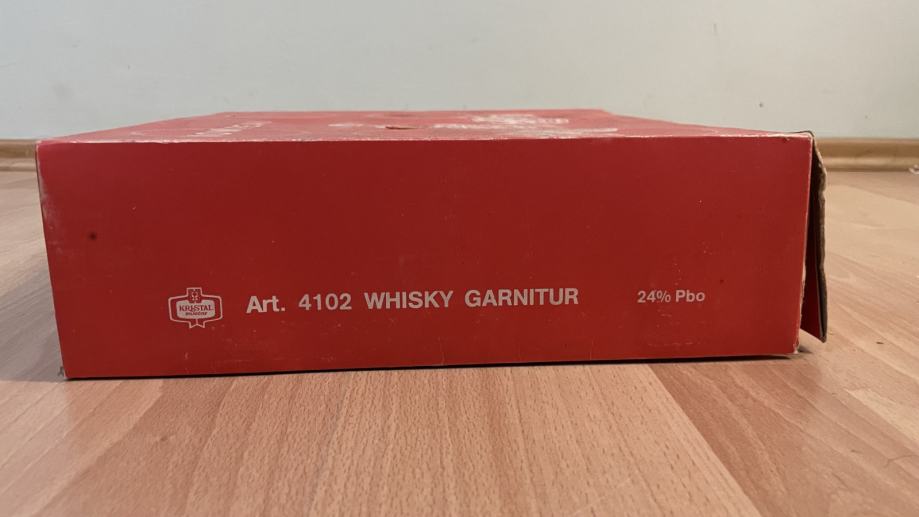 KRISTAL
Art. 4102 WHISKY GARNITUR
24% Pbo